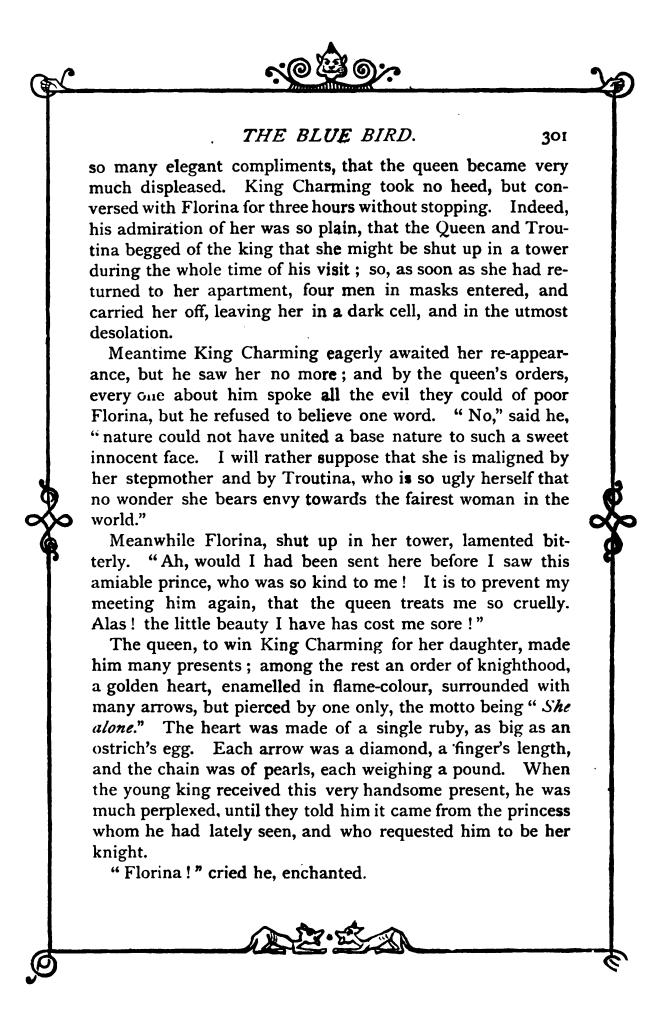 THE BLUE BIRD. 301
so many elegant compliments, that the queen became very
much displeased. King Charming took no heed, but con-
versed with Florina for three hours without stopping. Indeed,
his admiration of her was so plain, that the Queen and Trou-
tina begged of the king that she might be shut up in a tower
during the whole time of his visit ; so, as soon as she had re-
turned to her apartment, four men in masks entered, and
carried her off, leaving her in a dark cell, and in the utmost
desolation.
Meantime King Charming eagerly awaited her re-appear-
ance, but he saw her no more ; and by the queen's orders,
every one about him spoke all the evil they could of poor
Florina, but he refused to believe one word. " No," said he,
" nature could not have united a base nature to such a sweet
innocent face. I will rather suppose that she is maligned by
her stepmother and by Troutina, who is so ugly herself that
no wonder she bears envy towards the fairest woman in the
world."
Meanwhile Florina, shut up in her tower, lamented bit-
terly. " Ah, would I had been sent here before I saw this
amiable prince, who was so kind to me ! It is to prevent my
meeting him again, that the queen treats me so cruelly.
Alas ! the little beauty I have has cost me sore ! "
The queen, to win King Charming for her daughter, made
him many presents ; among the rest an order of knighthood,
a golden heart, enamelled in flame-colour, surrounded with
many arrows, but pierced by one only, the motto being " She
alone." The heart was made of a single ruby, as big as an
ostrich's egg. Each arrow was a diamond, a finger's length,
and the chain was of pearls, each weighing a pound. When
the young king received this very handsome present, he was
much perplexed, until they told him it came from the princess
whom he had lately seen, and who requested him to be her
knight.
" Florina ! " cried he, enchanted.